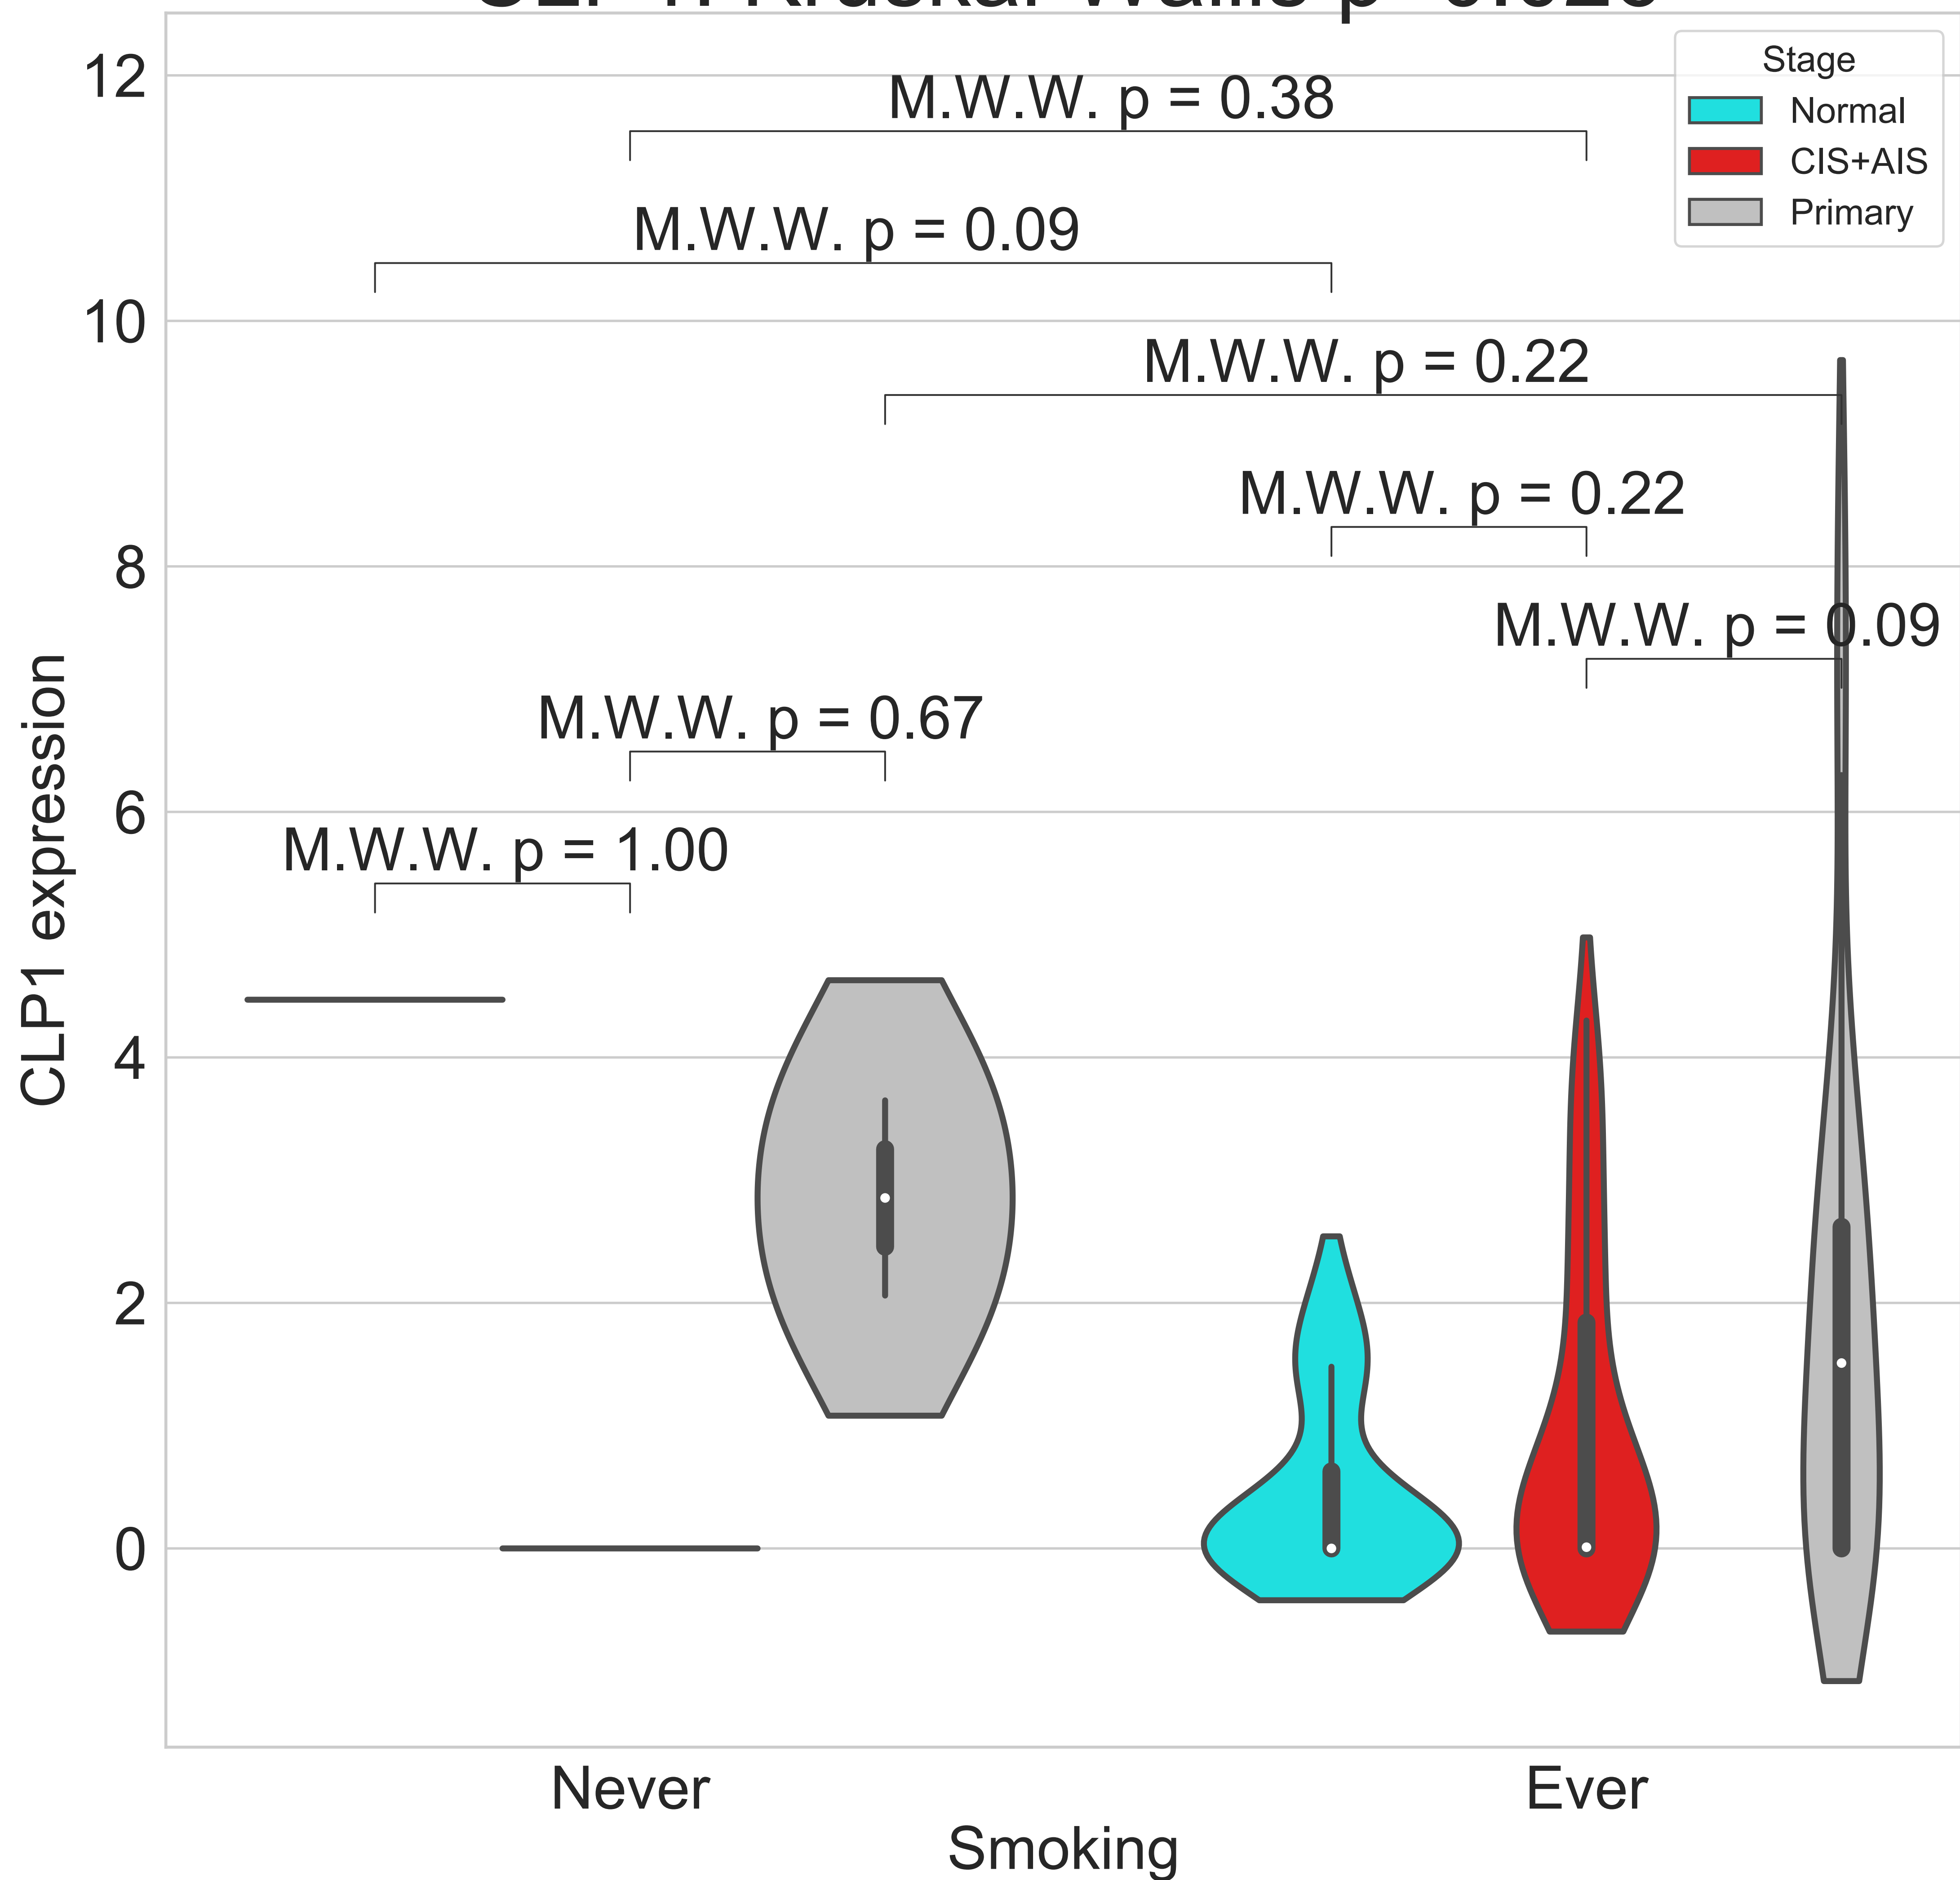 12
10
8
6
4
2
0
CLP1 expression
M.W.W. p = 0.38
M.W.W. p = 0.09
M.W.W. p = 0.22
M.W.W. p = 0.22
M.W.W. p = 0.09
M.W.W. p = 0.67
M.W.W. p = 1.00
Stage
Normal
CIS+AIS
Primary
Never
Ever
Smoking